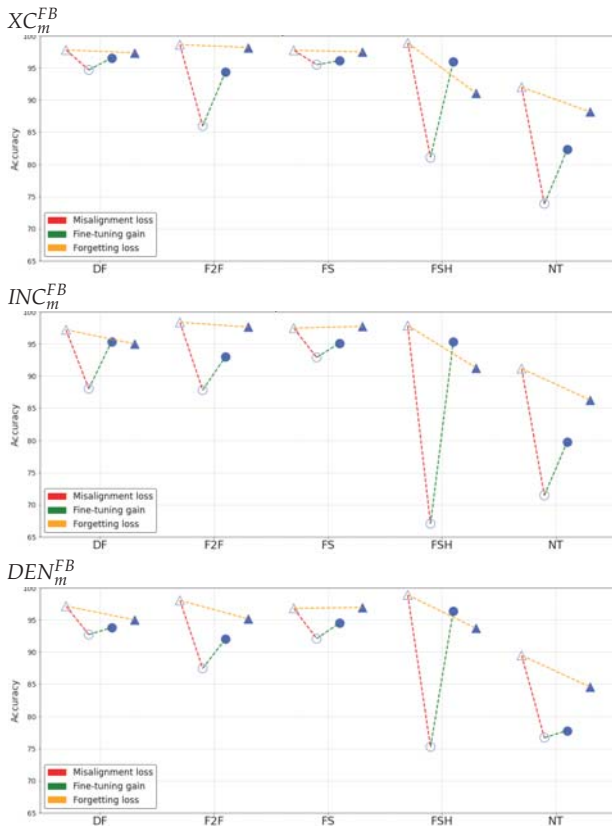 XC_m^{FB}
100
95
90
85
80
75
70
65
Accuracy
Misalignment loss
Fine-tuning gain
Forgetting loss
DF F2F FS FSH NT
INC_m^{FB}
100
95
90
85
80
75
70
65
Accuracy
Misalignment loss
Fine-tuning gain
Forgetting loss
DF F2F FS FSH NT
DEN_m^{FB}
100
95
90
85
80
75
70
65
Accuracy
Misalignment loss
Fine-tuning gain
Forgetting loss
DF F2F FS FSH NT